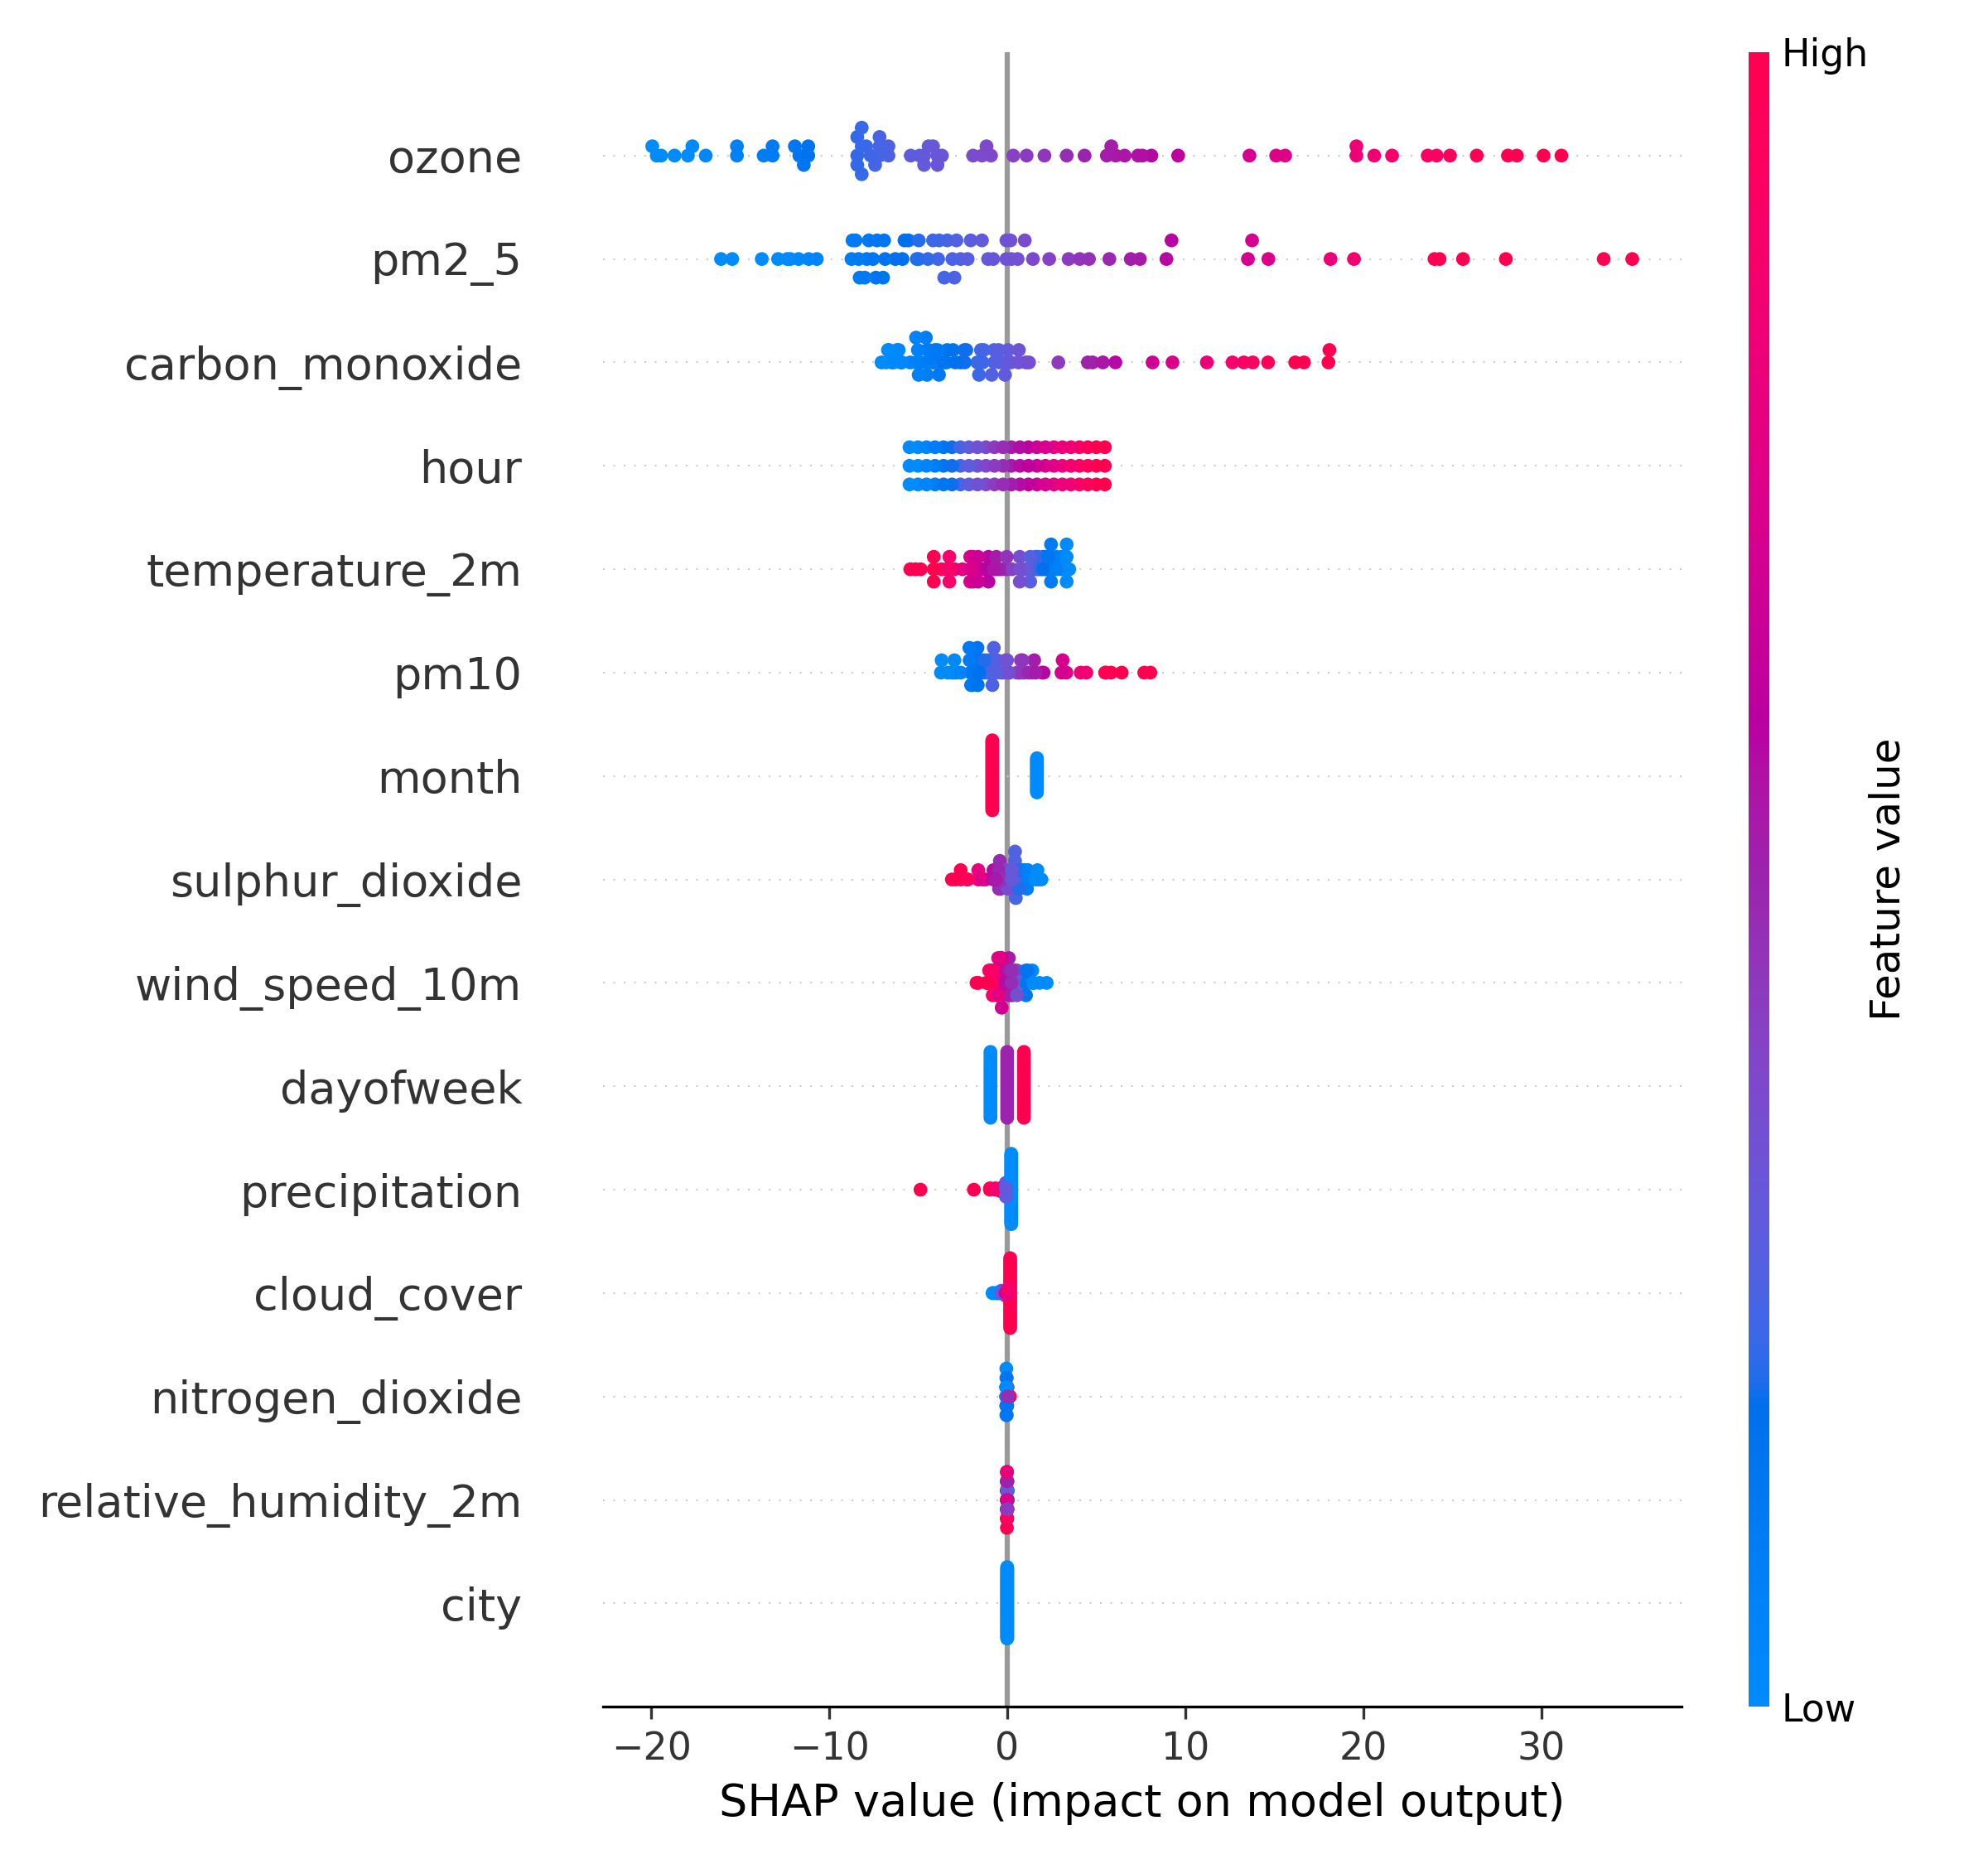 High
ozone
pm2_5
carbon_monoxide
hour
temperature_2m
pm10
month
sulphur_dioxide
wind_speed_10m
dayofweek
precipitation
cloud_cover
nitrogen_dioxide
relative_humidity_2m
city
Feature value
Low
−20 −10 0 10 20 30
SHAP value (impact on model output)